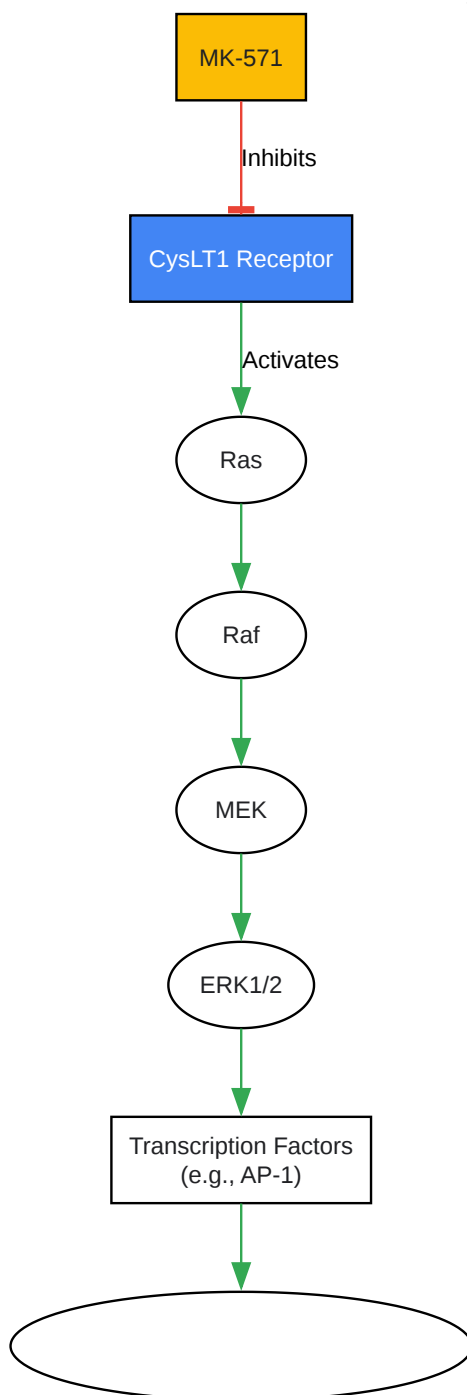 MK-571
Inhibits
CysLT1 Receptor
Activates
Ras
Raf
MEK
ERK1/2
Transcription Factors
(e.g., AP-1)